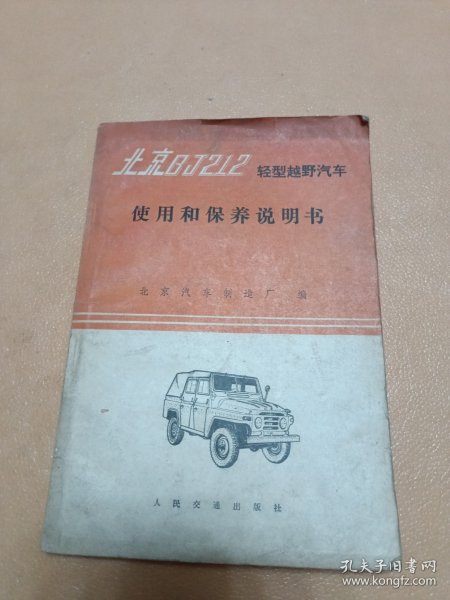 北京BJ212 轻型越野汽车
使用和保养说明书
北京汽车制造厂 编
人民交通出版社
孔夫子旧书网
www.kongfz.com